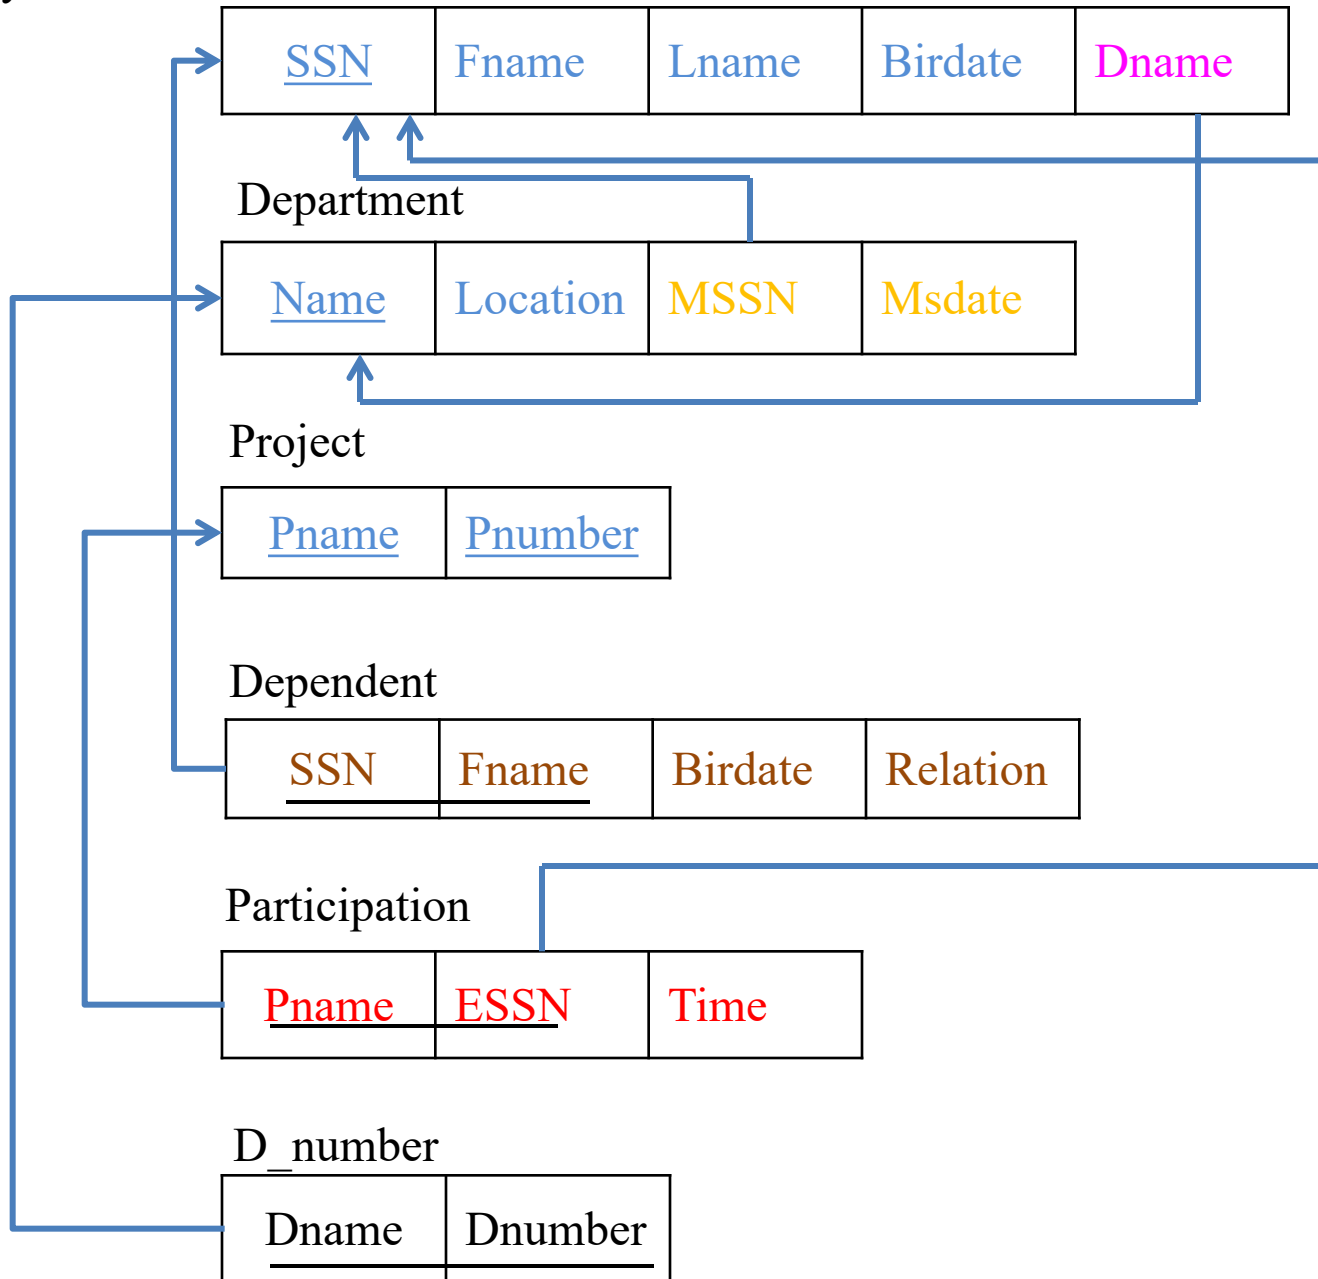 SSN Fname Lname Birdate Dname
Department
Name Location MSSN Msdate
Project
Pname Pnumber
Dependent
SSN Fname Birdate Relation
Participation
Pname ESSN Time
D_number
Dname Dnumber